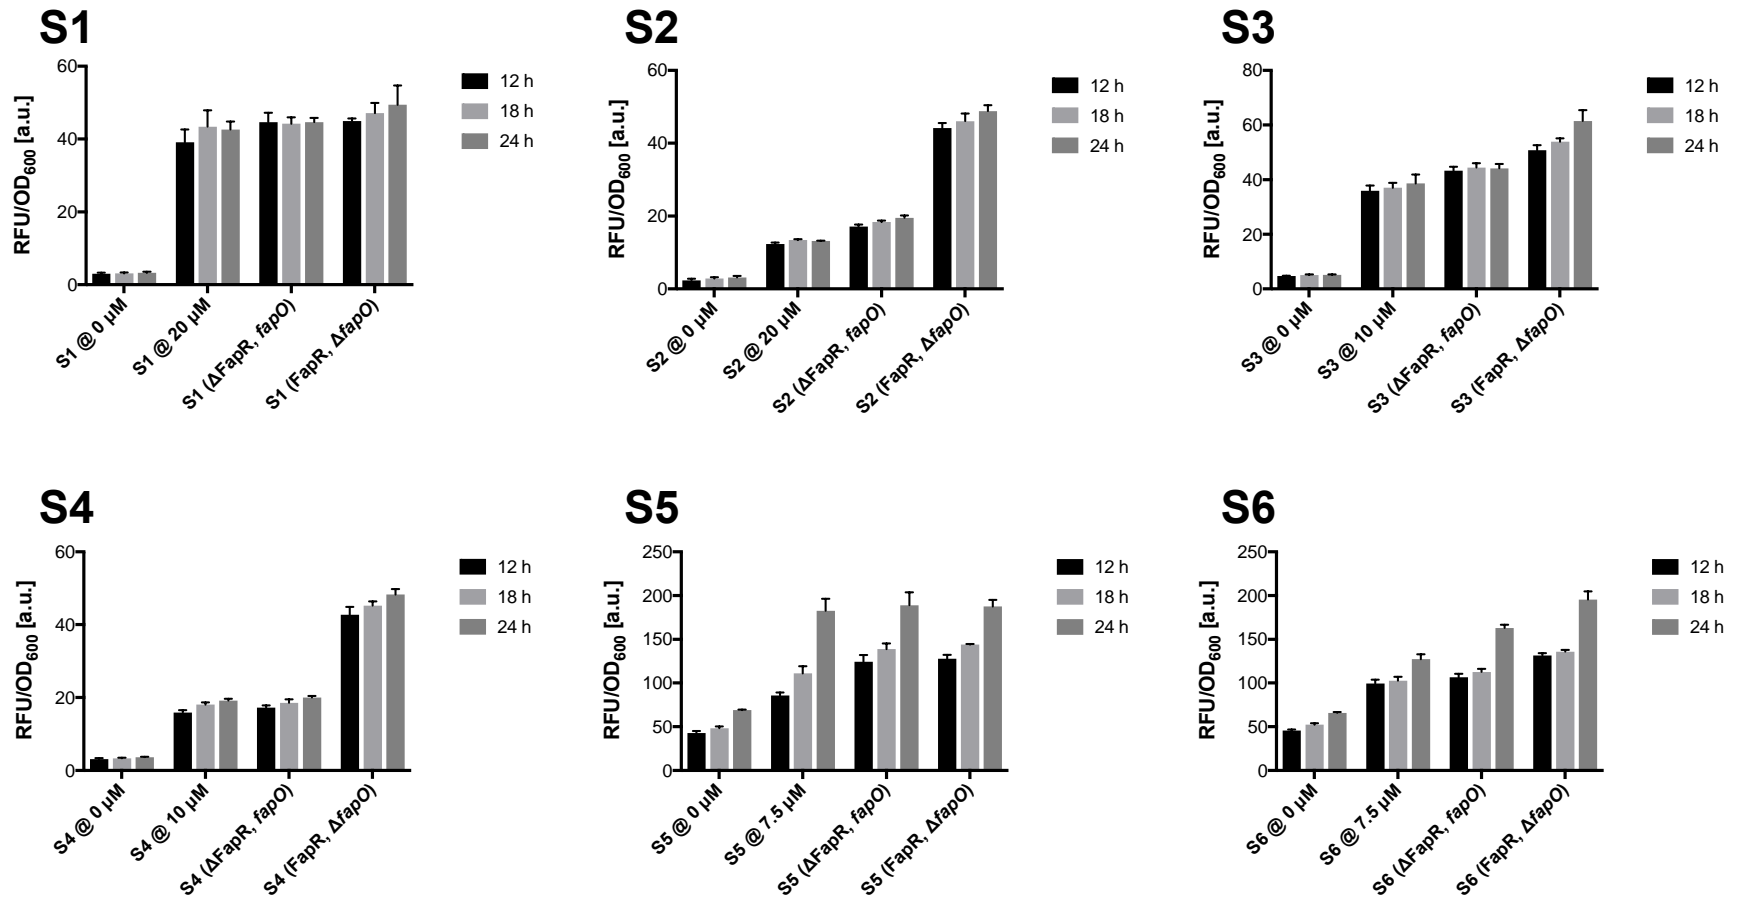 S1
RFU/OD600 [a.u.]
60
40
20
0
S1 @ 0 µM
S1 @ 20 µM
S1 (ΔFapR, fapO)
S1 (FapR, ΔfapO)
12 h
18 h
24 h
S2
RFU/OD600 [a.u.]
60
40
20
0
S2 @ 0 µM
S2 @ 20 µM
S2 (ΔFapR, fapO)
S2 (FapR, ΔfapO)
12 h
18 h
24 h
S3
RFU/OD600 [a.u.]
80
60
40
20
0
S3 @ 0 µM
S3 @ 10 µM
S3 (ΔFapR, fapO)
S3 (FapR, ΔfapO)
12 h
18 h
24 h
S4
RFU/OD600 [a.u.]
60
40
20
0
S4 @ 0 µM
S4 @ 10 µM
S4 (ΔFapR, fapO)
S4 (FapR, ΔfapO)
12 h
18 h
24 h
S5
RFU/OD600 [a.u.]
250
200
150
100
50
0
S5 @ 0 µM
S5 @ 7.5 µM
S5 (ΔFapR, fapO)
S5 (FapR, ΔfapO)
12 h
18 h
24 h
S6
RFU/OD600 [a.u.]
250
200
150
100
50
0
S6 @ 0 µM
S6 @ 7.5 µM
S6 (ΔFapR, fapO)
S6 (FapR, ΔfapO)
12 h
18 h
24 h